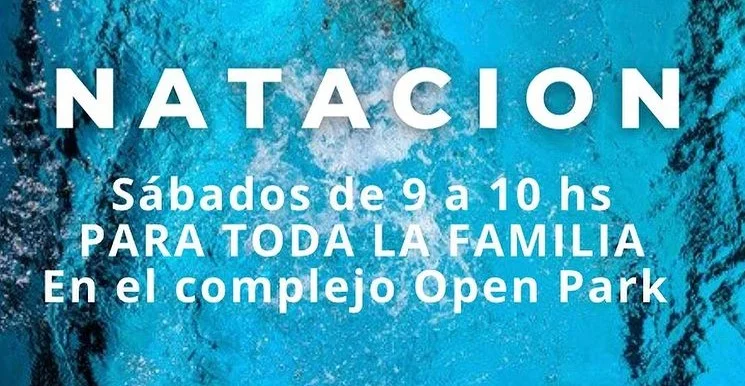 NATACION
Sábados de 9 a 10 hs
PARA TODA LA FAMILIA
En el complejo Open Park